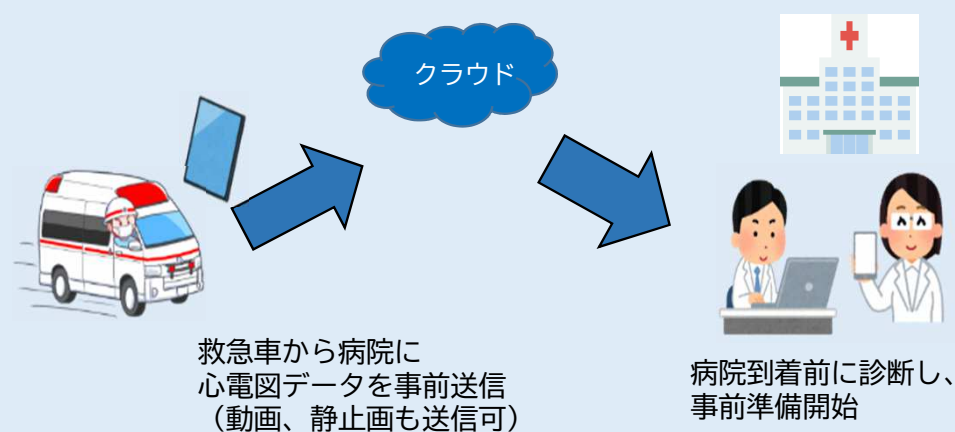 クラウド
救急車から病院に
心電図データを事前送信
（動画、静止画も送信可）
病院到着前に診断し、
事前準備開始